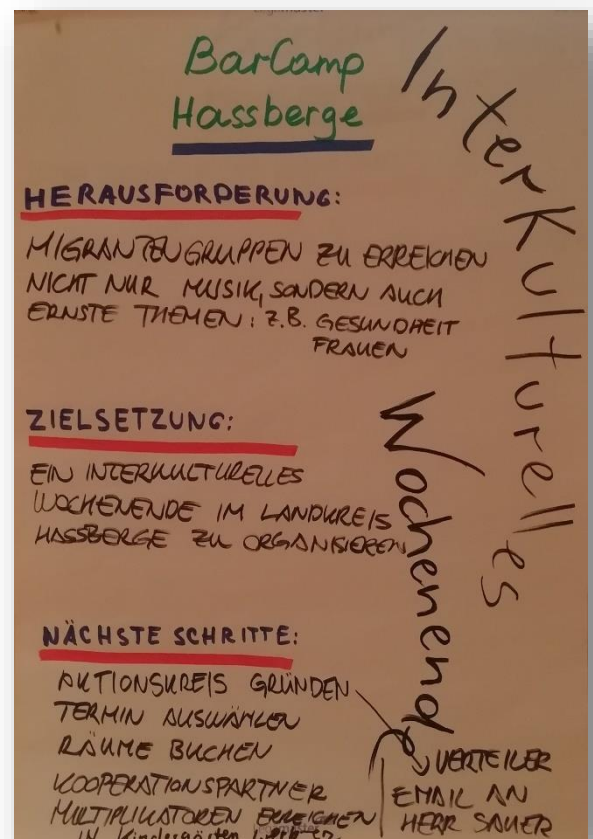 BarCamp
Hassberge
Interkulturelles
Wochenende
HERAUSFORDERUNG:
MIGRANTENGRUPPEN ZU ERREICHEN
NICHT NUR MUSIK, SONDERN AUCH
ERNSTE THEMEN: Z.B. GESUNDHEIT
FRAUEN
ZIELSETZUNG:
EIN INTERKULTURELLES
WOCHENENDE IM LANDKREIS
HASSBERGE ZU ORGANISIEREN
NÄCHSTE SCHRITTE:
AKTIONSKREIS GRÜNDEN
TERMIN AUSWÄHLEN
RÄUME BUCHEN
KOOPERATIONSPARTNER
MULTIPLIKATOREN ERREICHEN
IN Kindergärten
VERTEILER
EMAIL AN
HERR SAUER